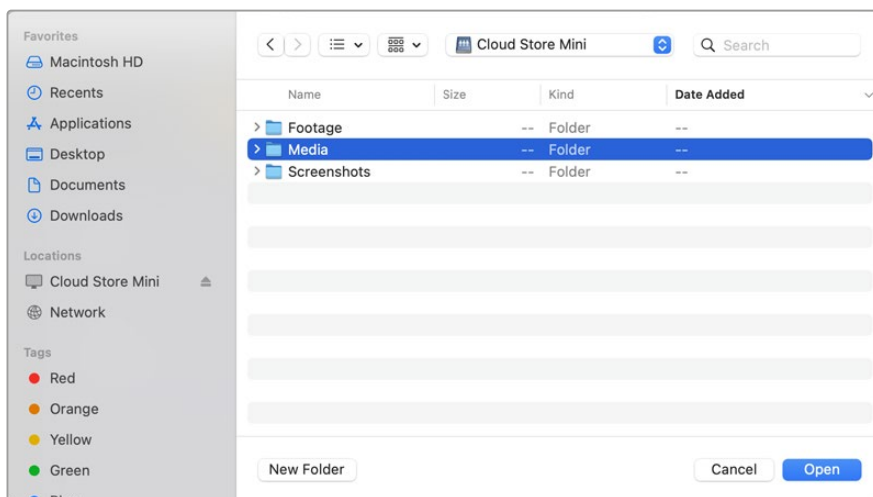 Favorites
Macintosh HD
Recents
Applications
Desktop
Documents
Downloads
Locations
Cloud Store Mini
Network
Tags
Red
Orange
Yellow
Green
Cloud Store Mini
Search
Name Size Kind Date Added
Footage -- Folder --
Media -- Folder --
Screenshots -- Folder --
New Folder Cancel Open